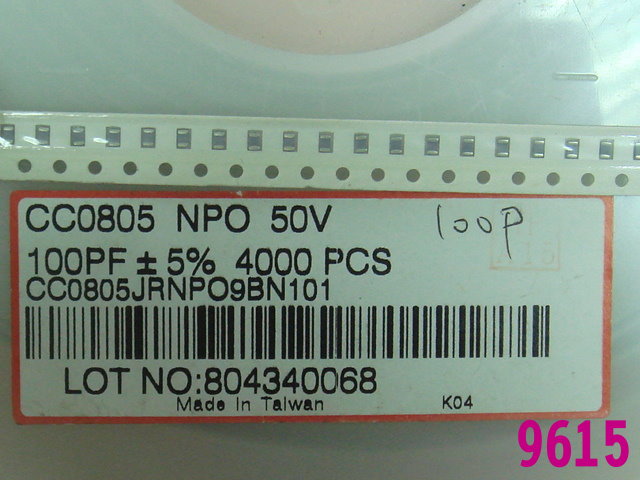 CC0805 NPO 50V
100P
100PF ± 5% 4000 PCS
CC0805JRNPO9BN101
LOT NO:804340068
Made In Taiwan
K04
9615